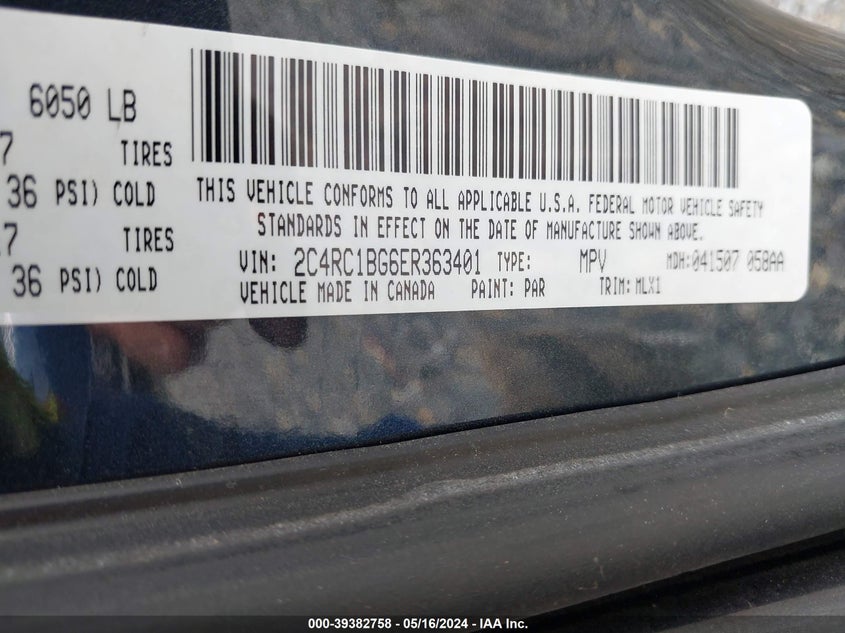 6050 LB
7 TIRES
36 PSI) COLD
7 TIRES
36 PSI) COLD
THIS VEHICLE CONFORMS TO ALL APPLICABLE U.S.A. FEDERAL MOTOR VEHICLE SAFETY
STANDARDS IN EFFECT ON THE DATE OF MANUFACTURE SHOWN ABOVE.
VIN: 2C4RC1BG6ER363401 TYPE: MPV MDH:041507 058AA
VEHICLE MADE IN CANADA PAINT: PAR TRIM: MLX1
000-39382758 - 05/16/2024 - IAA Inc.